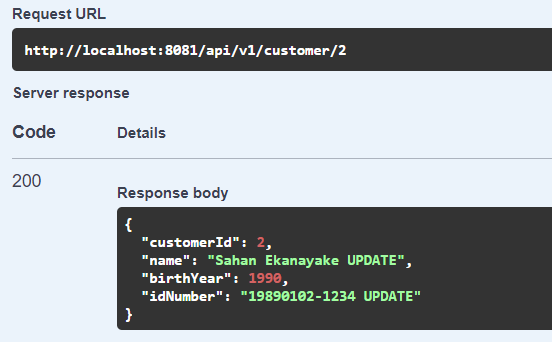 Request URL
http://localhost:8081/api/v1/customer/2
Server response
Code Details
200
Response body
{
"customerId": 2,
"name": "Sahan Ekanayake UPDATE",
"birthYear": 1990,
"idNumber": "19890102-1234 UPDATE"
}